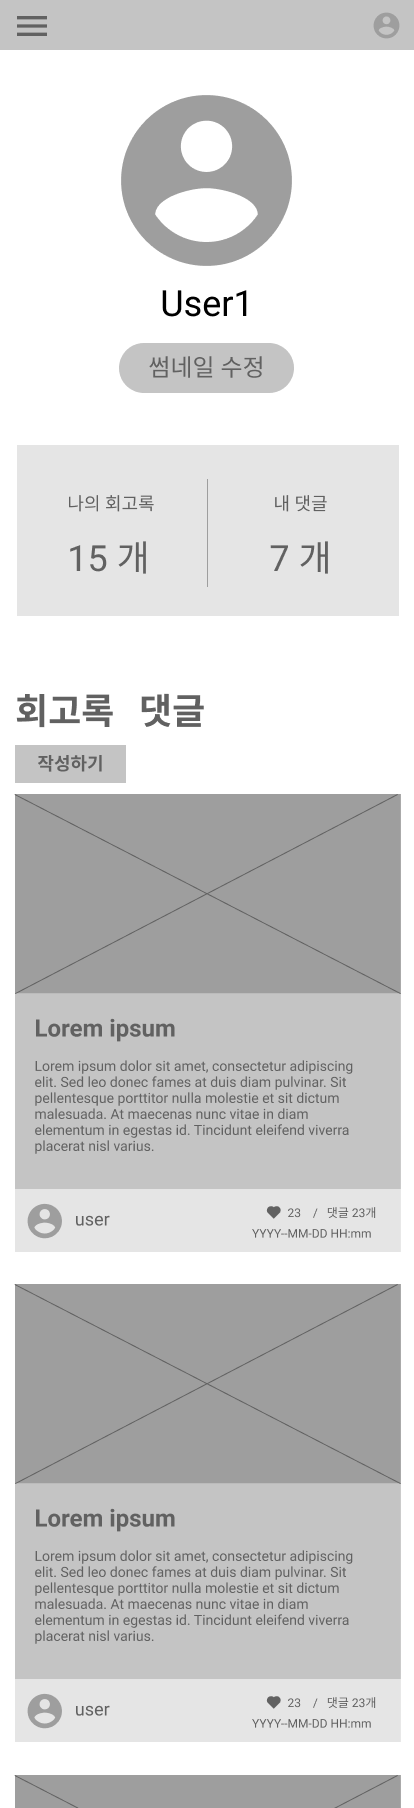 User1
썸네일 수정
나의 회고록
내 댓글
15 개
7 개
회고록 댓글
작성하기
Lorem ipsum
Lorem ipsum dolor sit amet, consectetur adipiscing
elit. Sed leo donec fames at duis diam pulvinar. Sit
pellentesque porttitor nulla molestie et sit dictum
malesuada. At maecenas nunc vitae in diam
elementum in egestas id. Tincidunt eleifend viverra
placerat nisl varius.
user
23 / 댓글 23개
YYYY--MM-DD HH:mm
Lorem ipsum
Lorem ipsum dolor sit amet, consectetur adipiscing
elit. Sed leo donec fames at duis diam pulvinar. Sit
pellentesque porttitor nulla molestie et sit dictum
malesuada. At maecenas nunc vitae in diam
elementum in egestas id. Tincidunt eleifend viverra
placerat nisl varius.
user
23 / 댓글 23개
YYYY--MM-DD HH:mm